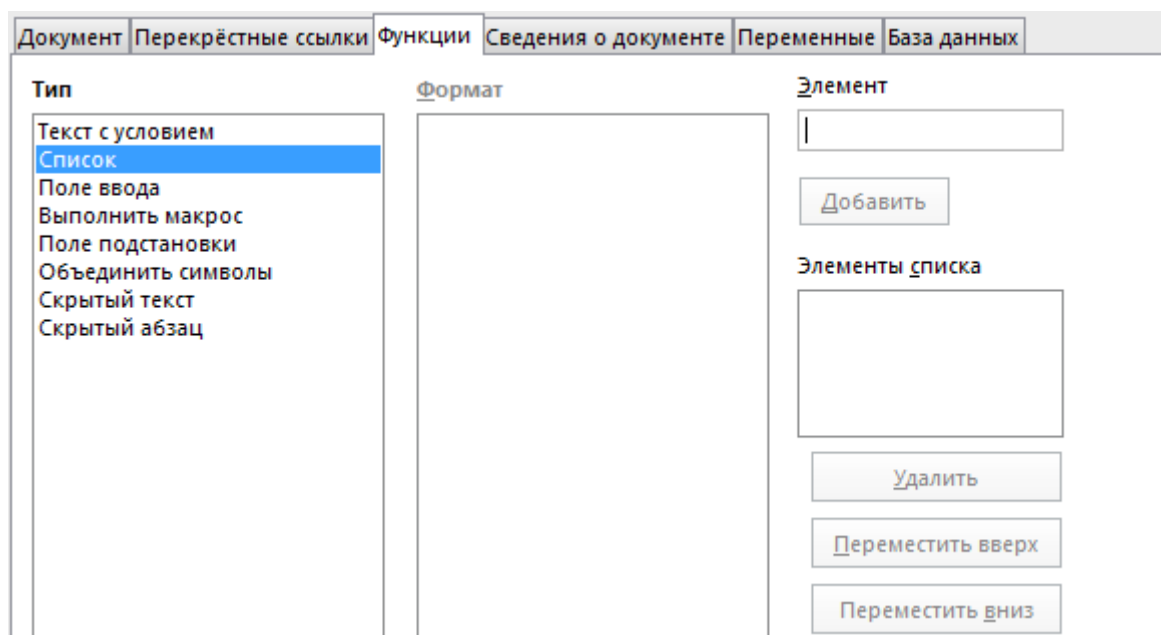 Документ Перекрёстные ссылки Функции Сведения о документе Переменные База данных
Тип
Текст с условием
Список
Поле ввода
Выполнить макрос
Поле подстановки
Объединить символы
Скрытый текст
Скрытый абзац
Формат
Элемент
Добавить
Элементы списка
Удалить
Переместить вверх
Переместить вниз